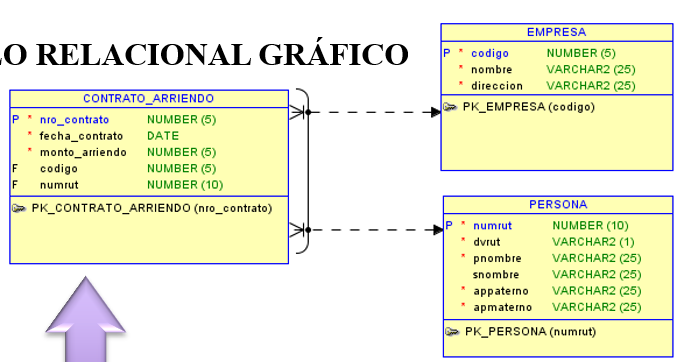 O RELACIONAL GRÁFICO
CONTRATO_ARRIENDO
P * nro_contrato NUMBER (5)
* fecha_contrato DATE
* monto_arriendo NUMBER (5)
F codigo NUMBER (5)
F numrut NUMBER (10)
PK_CONTRATO_ARRIENDO (nro_contrato)
EMPRESA
P * codigo NUMBER (5)
* nombre VARCHAR2 (25)
* direccion VARCHAR2 (25)
PK_EMPRESA (codigo)
PERSONA
P * numrut NUMBER (10)
* dvrut VARCHAR2 (1)
* pnombre VARCHAR2 (25)
snombre VARCHAR2 (25)
* appaterno VARCHAR2 (25)
* apmaterno VARCHAR2 (25)
PK_PERSONA (numrut)